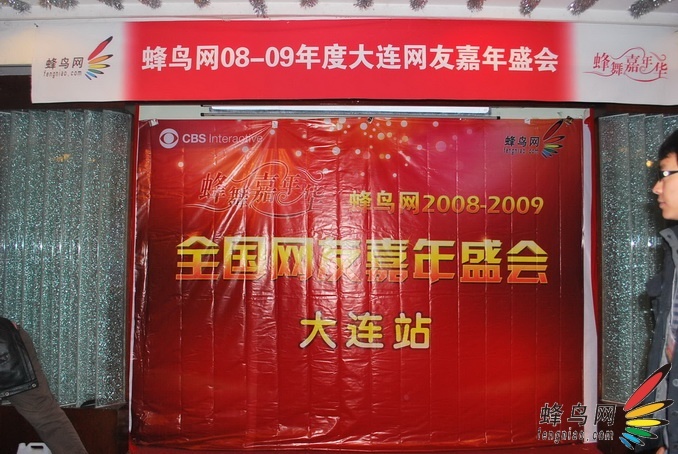 蜂鸟网
fengniao.com
蜂鸟网08-09年度大连网友嘉年盛会
蜂舞嘉年华
CBS Interactive
蜂鸟网
蜂舞嘉年华
蜂鸟网2008-2009
全国网友嘉年盛会
大连站
蜂鸟网
fengniao.com